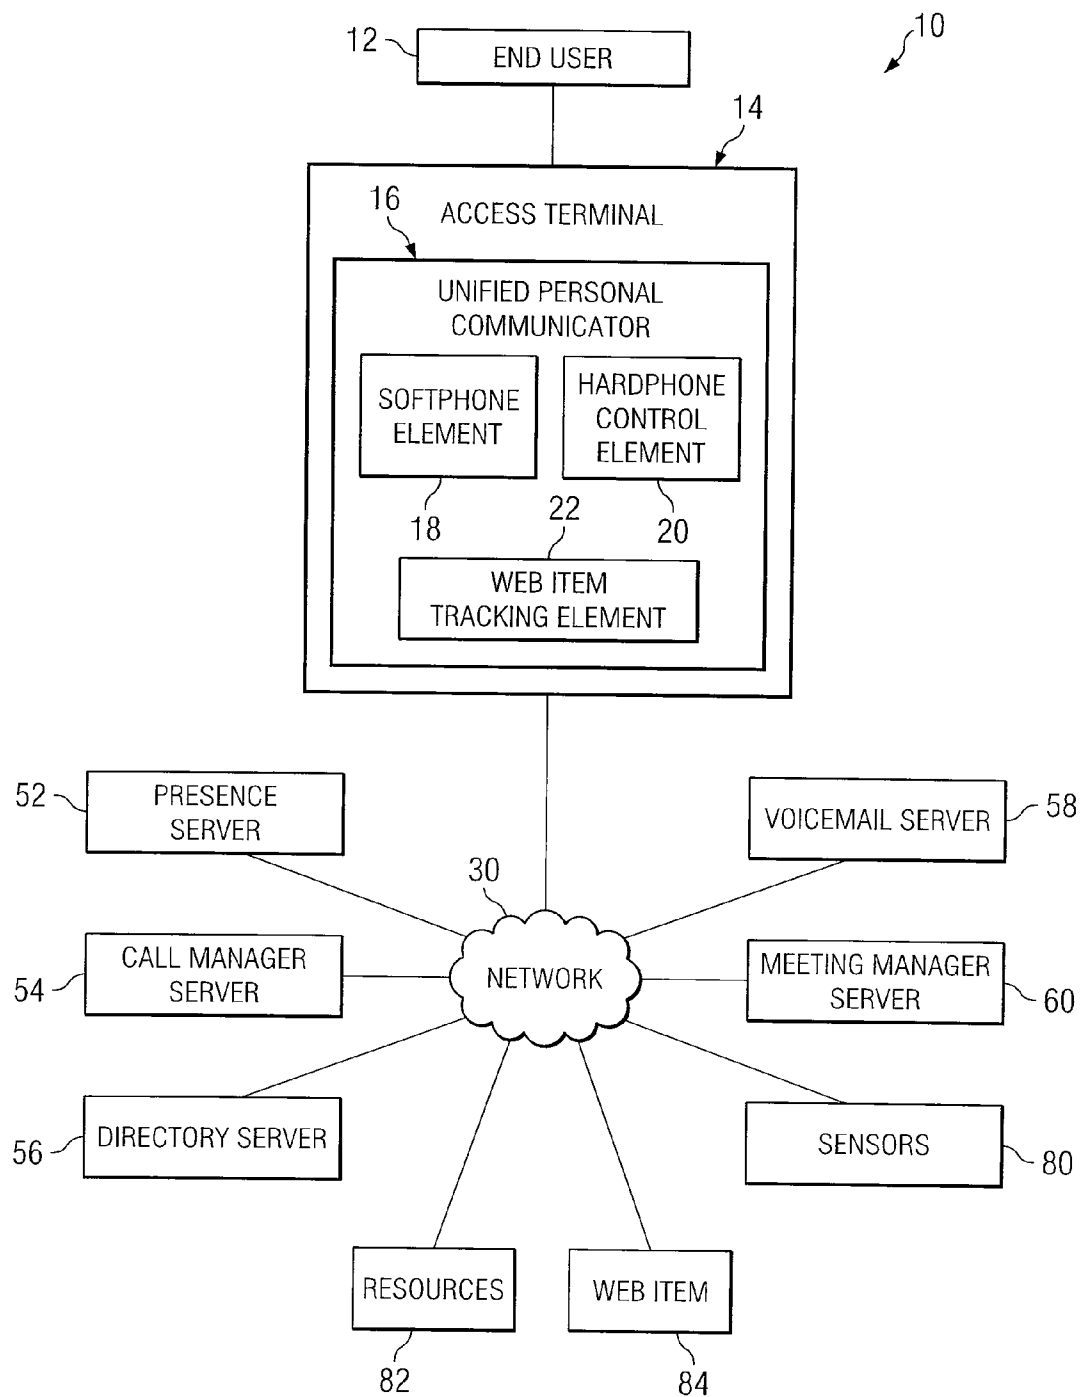 10
12
END USER
14
ACCESS TERMINAL
16
UNIFIED PERSONAL
COMMUNICATOR
SOFTPHONE
ELEMENT
18
HARDPHONE
CONTROL
ELEMENT
20
22
WEB ITEM
TRACKING ELEMENT
52
PRESENCE
SERVER
VOICEMAIL SERVER
58
30
NETWORK
54
CALL MANAGER
SERVER
MEETING MANAGER
SERVER
60
56
DIRECTORY SERVER
SENSORS
80
RESOURCES
82
WEB ITEM
84